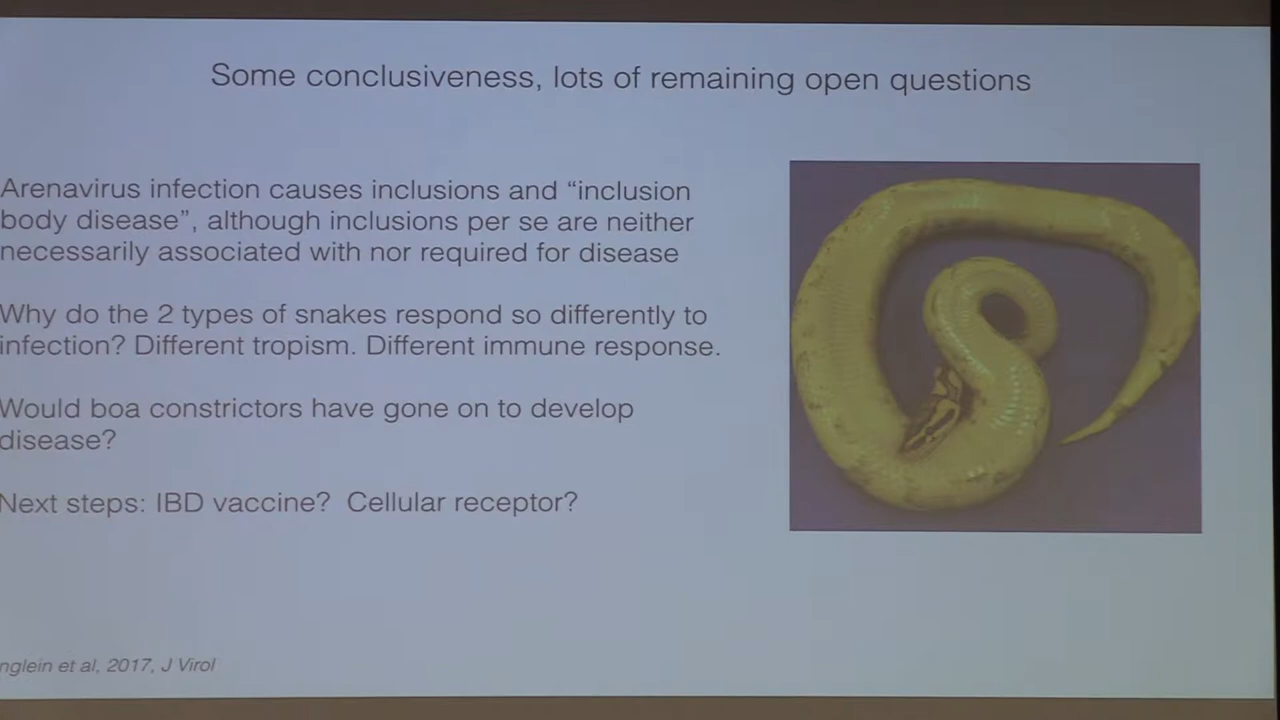 Some conclusiveness, lots of remaining open questions
Arenavirus infection causes inclusions and “inclusion
body disease”, although inclusions per se are neither
necessarily associated with nor required for disease
Why do the 2 types of snakes respond so differently to
infection? Different tropism. Different immune response.
Would boa constrictors have gone on to develop
disease?
Next steps: IBD vaccine? Cellular receptor?
nglein et al, 2017, J Virol